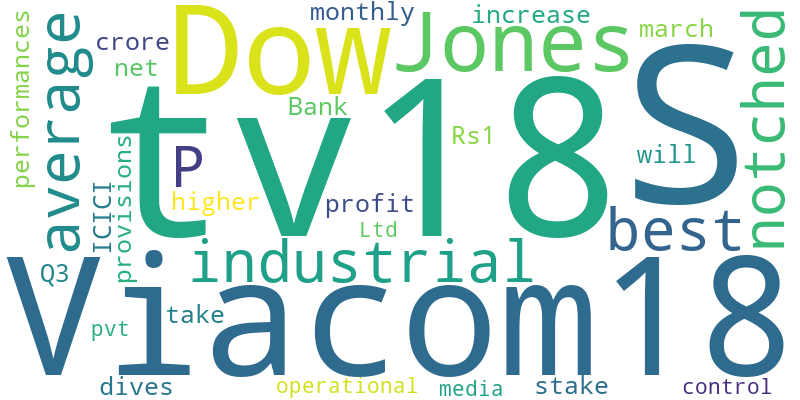 monthly
increase
Dow
Jones
march
crore
performances
average
notched
net
tv18
S
Bank
Rs1
P
will
provisions
ICICI
higher
profit
best
Ltd
industrial
Q3
Viacom18
take
pvt
dives
operational
media
stake
control